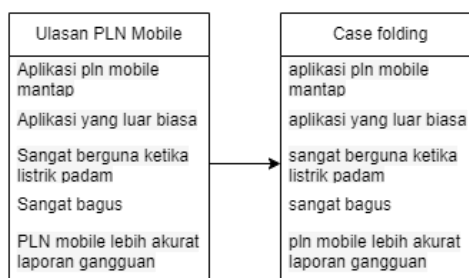 Ulasan PLN Mobile
Aplikasi pln mobile
mantap
Aplikasi yang luar biasa
Sangat berguna ketika
listrik padam
Sangat bagus
PLN mobile lebih akurat
laporan gangguan
Case folding
aplikasi pln mobile
mantap
aplikasi yang luar biasa
sangat berguna ketika
listrik padam
sangat bagus
pln mobile lebih akurat
laporan gangguan